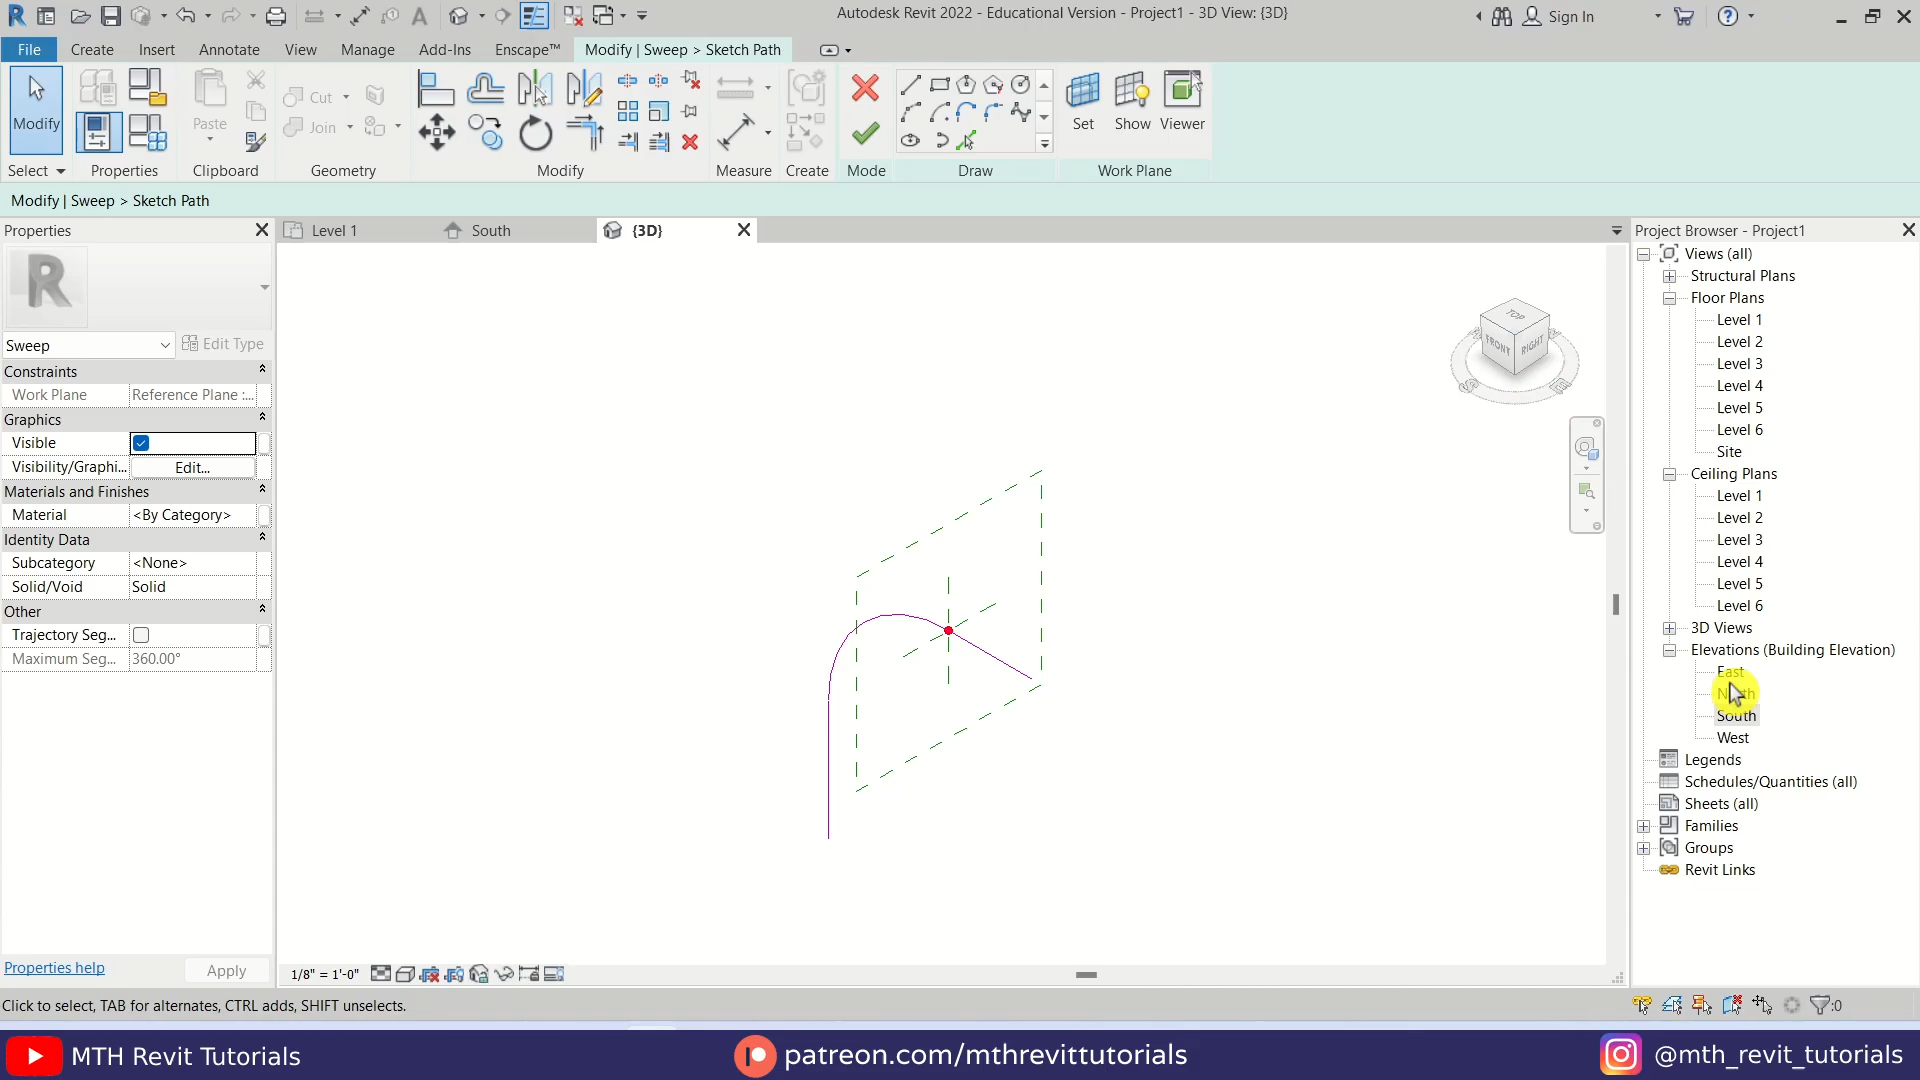 Autodesk Revit 2022 - Educational Version - Project1 - 3D View: {3D}
Sign In
File Create Insert Annotate View Manage Add-Ins Enscape™ Modify | Sweep > Sketch Path
Modify
Paste
Cut
Join
Set Show Viewer
Select Properties Clipboard Geometry Modify Measure Create Mode Draw Work Plane
Modify | Sweep > Sketch Path
Properties
Level 1
South
{3D}
Project Browser - Project1
Sweep
Edit Type
Constraints
Work Plane Reference Plane :...
Graphics
Visible
Visibility/Graphi... Edit...
Materials and Finishes
Material <By Category>
Identity Data
Subcategory <None>
Solid/Void Solid
Other
Trajectory Seg...
Maximum Seg... 360.00°
Properties help
Apply
TOP
FRONT
RIGHT
Views (all)
Structural Plans
Floor Plans
Level 1
Level 2
Level 3
Level 4
Level 5
Level 6
Site
Ceiling Plans
Level 1
Level 2
Level 3
Level 4
Level 5
Level 6
3D Views
Elevations (Building Elevation)
East
North
South
West
Legends
Schedules/Quantities (all)
Sheets (all)
Families
Groups
Revit Links
1/8" = 1'-0"
Click to select, TAB for alternates, CTRL adds, SHIFT unselects.
:0
MTH Revit Tutorials
patreon.com/mthrevittutorials
@mth_revit_tutorials